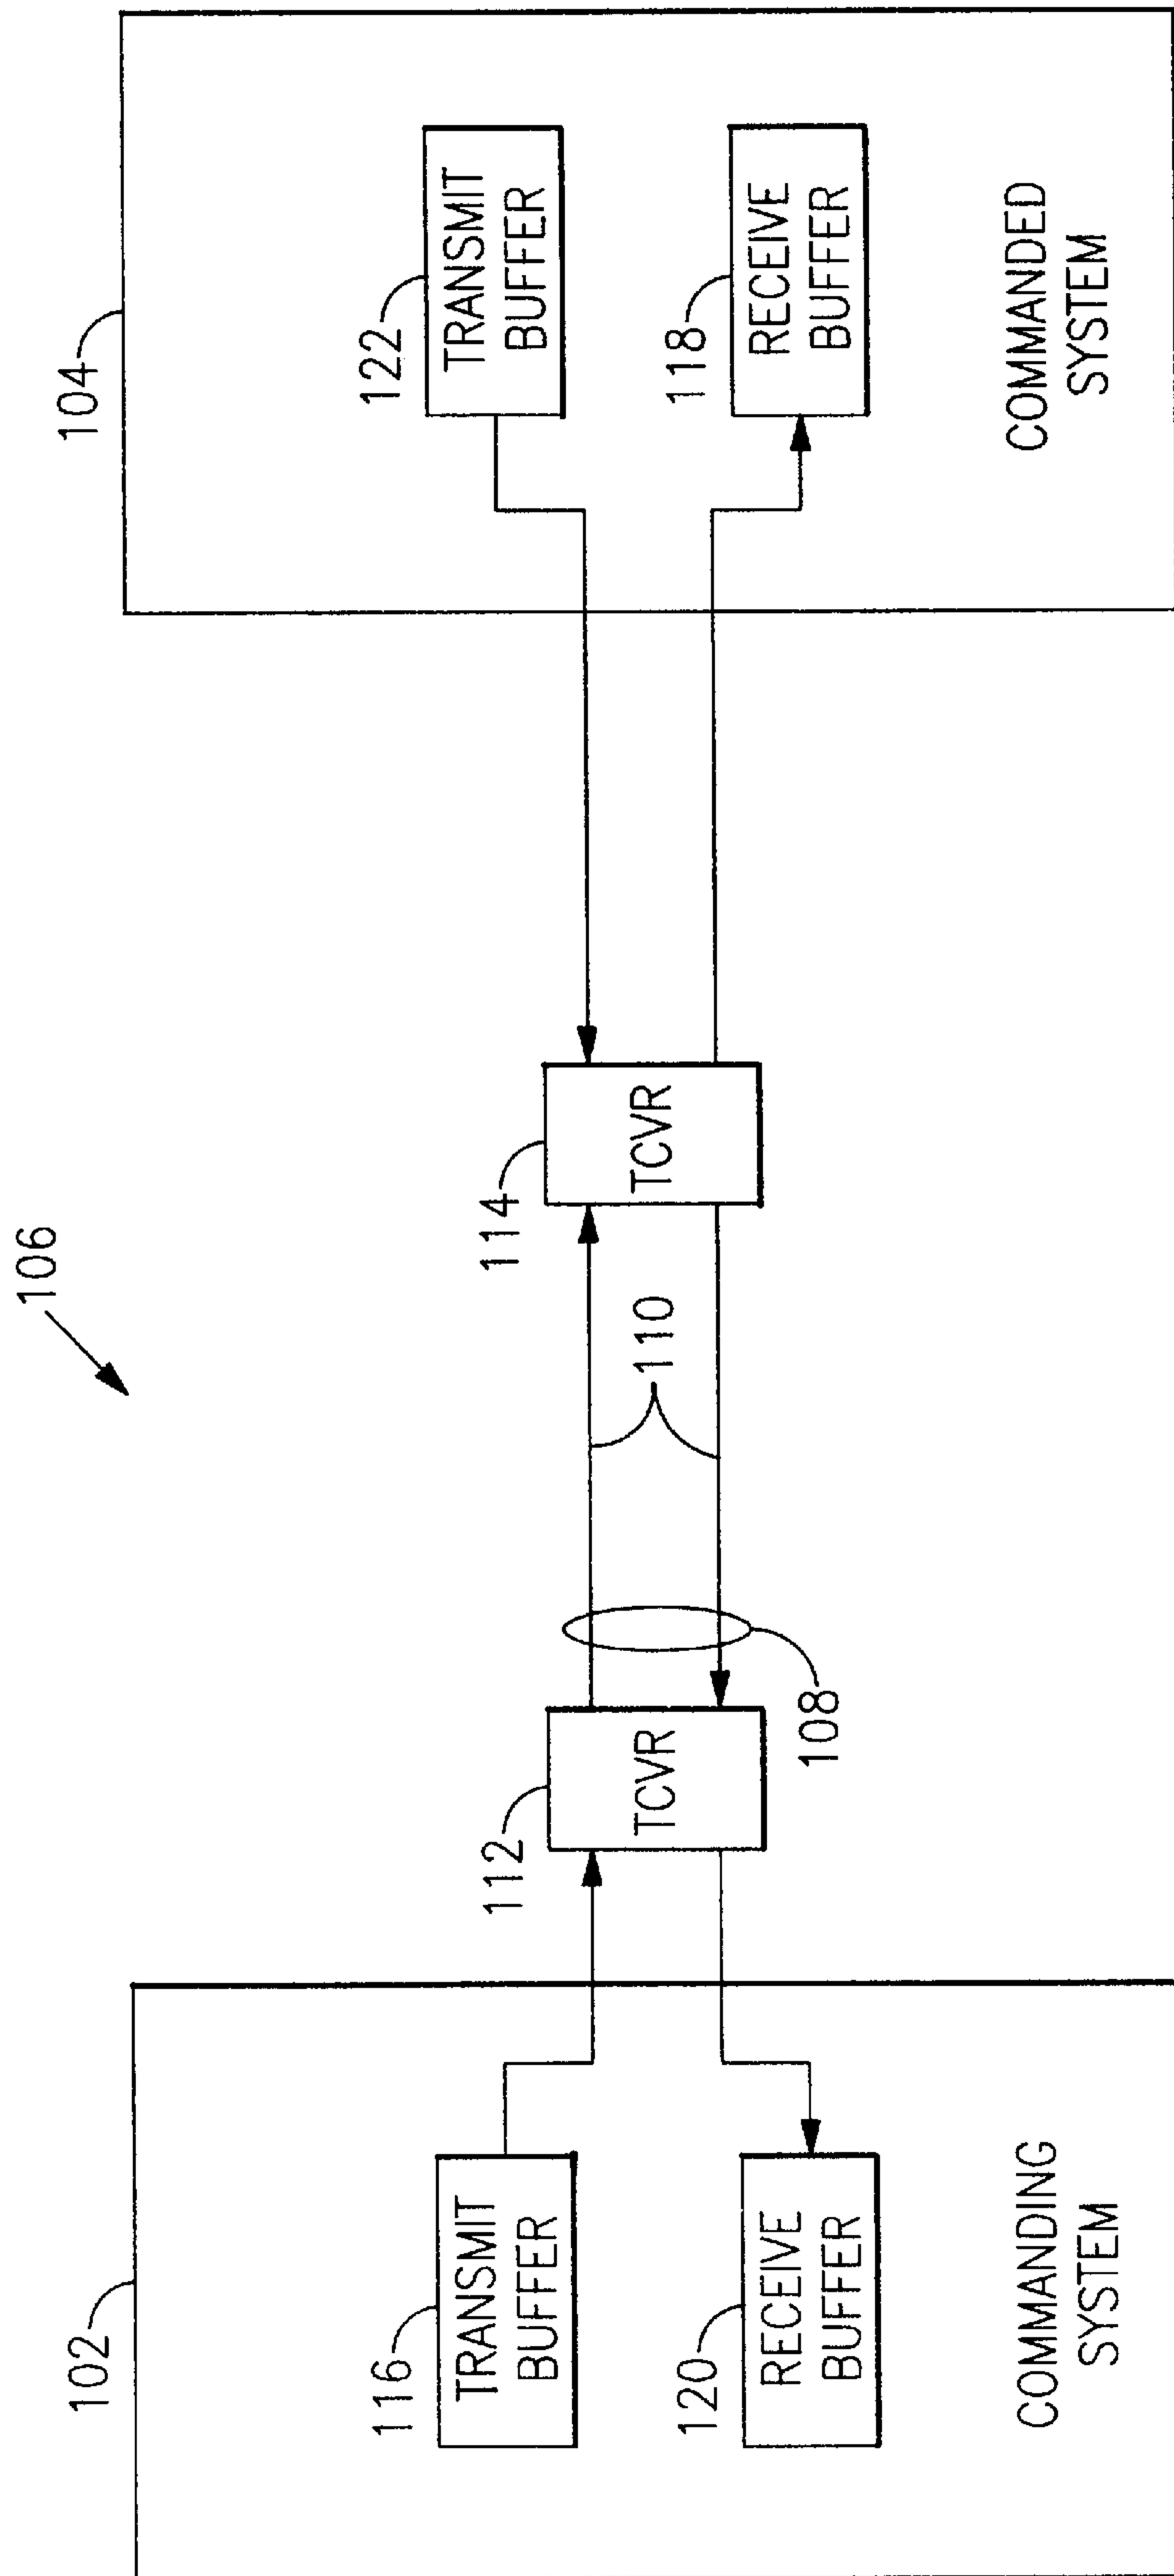 106
102
104
116
TRANSMIT
BUFFER
112
TCVR
110
114
TCVR
122
TRANSMIT
BUFFER
120
RECEIVE
BUFFER
108
118
RECEIVE
BUFFER
COMMANDING
SYSTEM
COMMANDED
SYSTEM